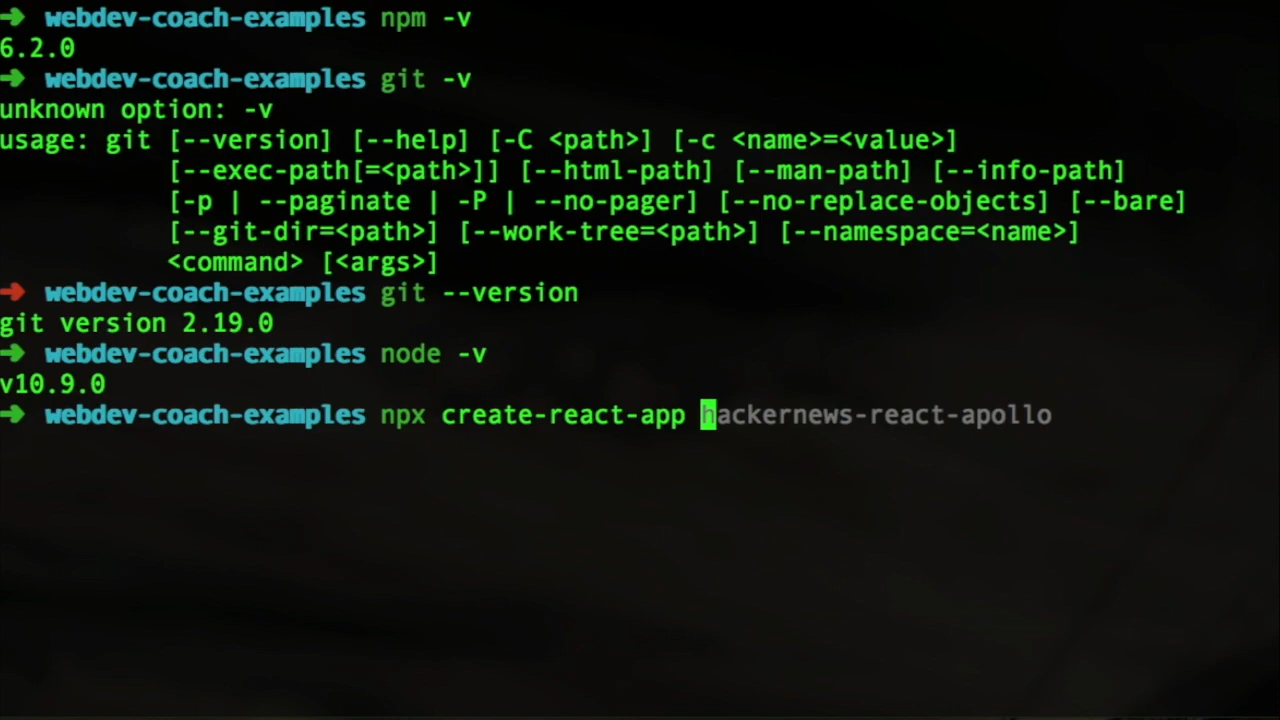 ➜ webdev-coach-examples npm -v
6.2.0
➜ webdev-coach-examples git -v
unknown option: -v
usage: git [--version] [--help] [-C <path>] [-c <name>=<value>]
           [--exec-path[=<path>]] [--html-path] [--man-path] [--info-path]
           [-p | --paginate | -P | --no-pager] [--no-replace-objects] [--bare]
           [--git-dir=<path>] [--work-tree=<path>] [--namespace=<name>]
           <command> [<args>]
➜ webdev-coach-examples git --version
git version 2.19.0
➜ webdev-coach-examples node -v
v10.9.0
➜ webdev-coach-examples npx create-react-app hackernews-react-apollo